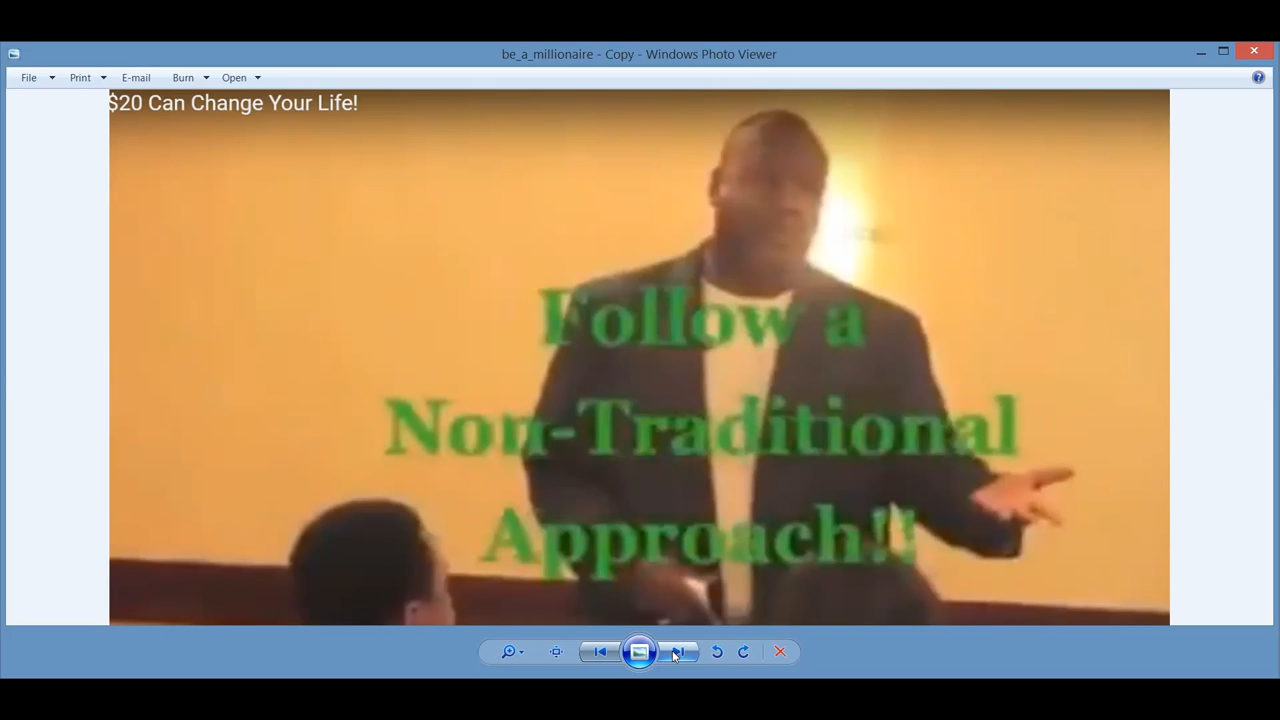 be_a_millionaire - Copy - Windows Photo Viewer
File Print E-mail Burn Open
$20 Can Change Your Life!
Follow a
Non-Traditional
Approach!!